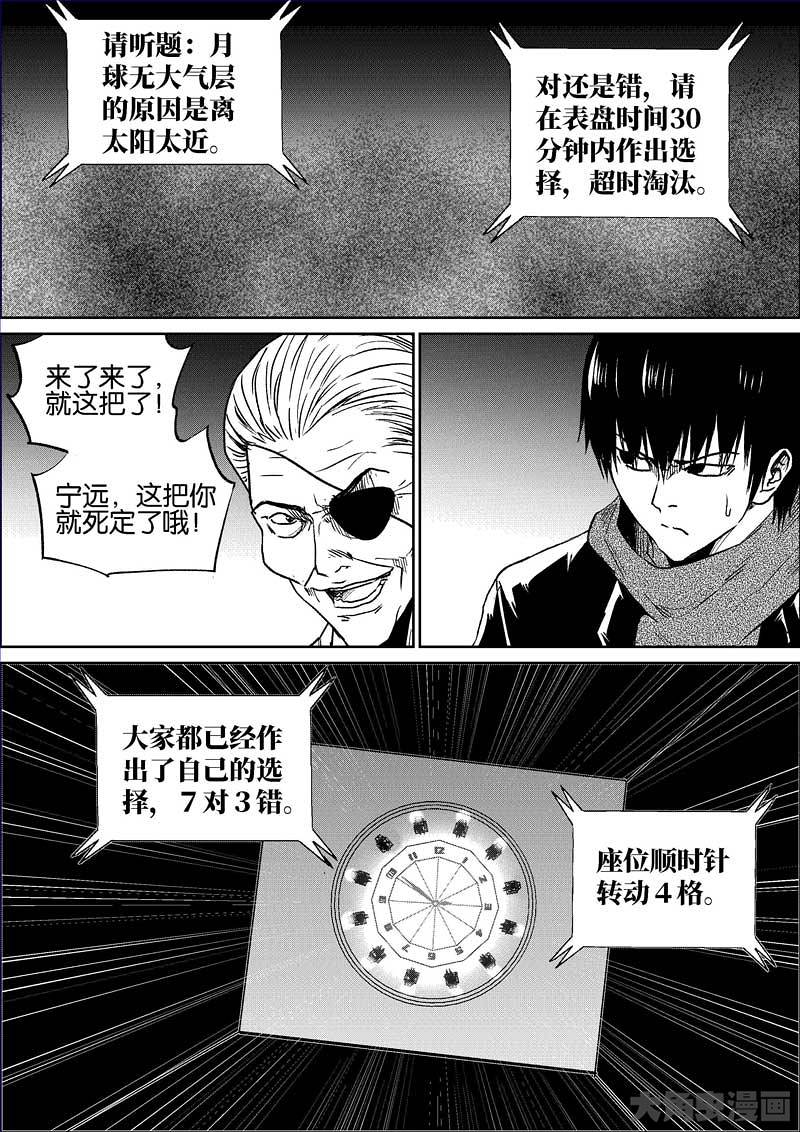 请听题：月
球无大气层
的原因是离
太阳太近。
对还是错，请
在表盘时间30
分钟内作出选
择，超时淘汰。
来了来了，
就这把了！
宁远，这把你
就死定了哦！
大家都已经作
出了自己的选
择，7对3错。
座位顺时针
转动4格。
大角虫漫画